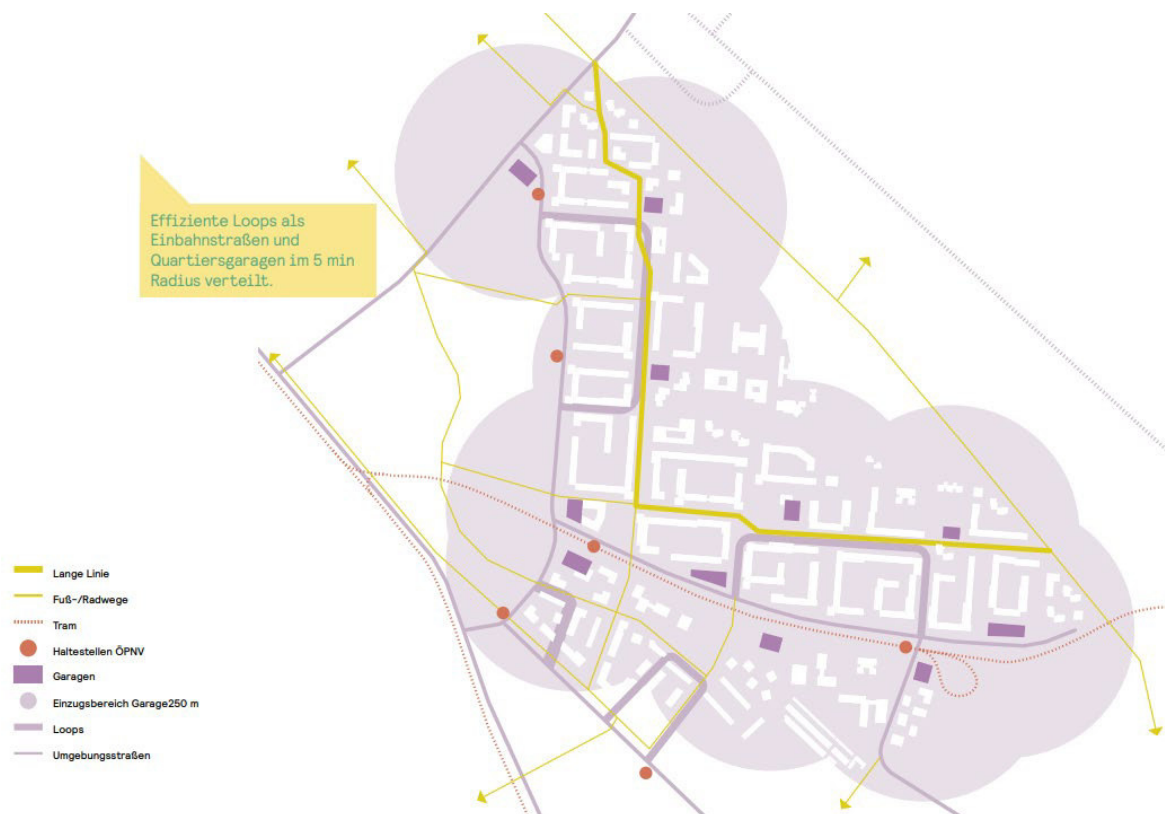 Effiziente Loops als
Einbahnstraßen und
Quartiersgaragen im 5 min
Radius verteilt.
Lange Linie
Fuß-/Radwege
Tram
Haltestellen ÖPNV
Garagen
Einzugsbereich Garage250 m
Loops
Umgebungsstraßen